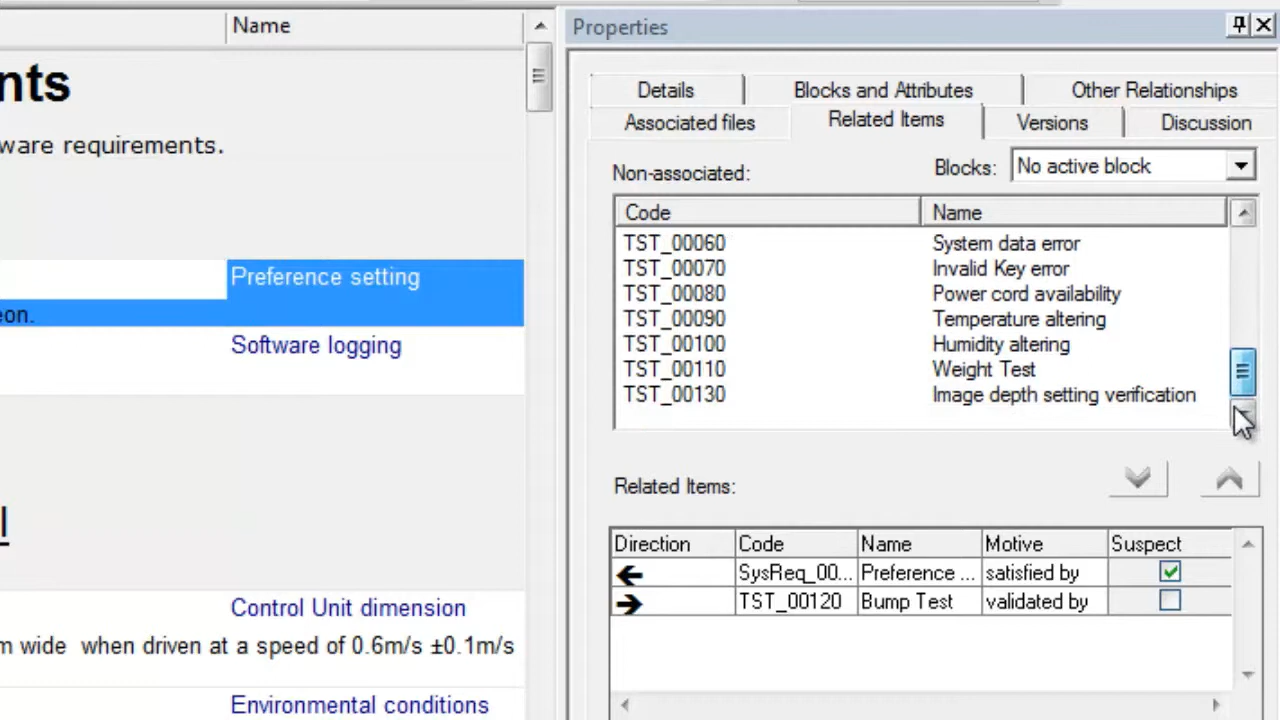 Name
nts
ware requirements.
Preference setting
eon.
Software logging
l
Control Unit dimension
m wide when driven at a speed of 0.6m/s ±0.1m/s
Environmental conditions
Properties
Details Blocks and Attributes Other Relationships
Associated files Related Items Versions Discussion
Non-associated: Blocks: No active block
Code Name
TST_00060 System data error
TST_00070 Invalid Key error
TST_00080 Power cord availability
TST_00090 Temperature altering
TST_00100 Humidity altering
TST_00110 Weight Test
TST_00130 Image depth setting verification
Related Items:
Direction Code Name Motive Suspect
SysReq_00... Preference ... satisfied by
TST_00120 Bump Test validated by